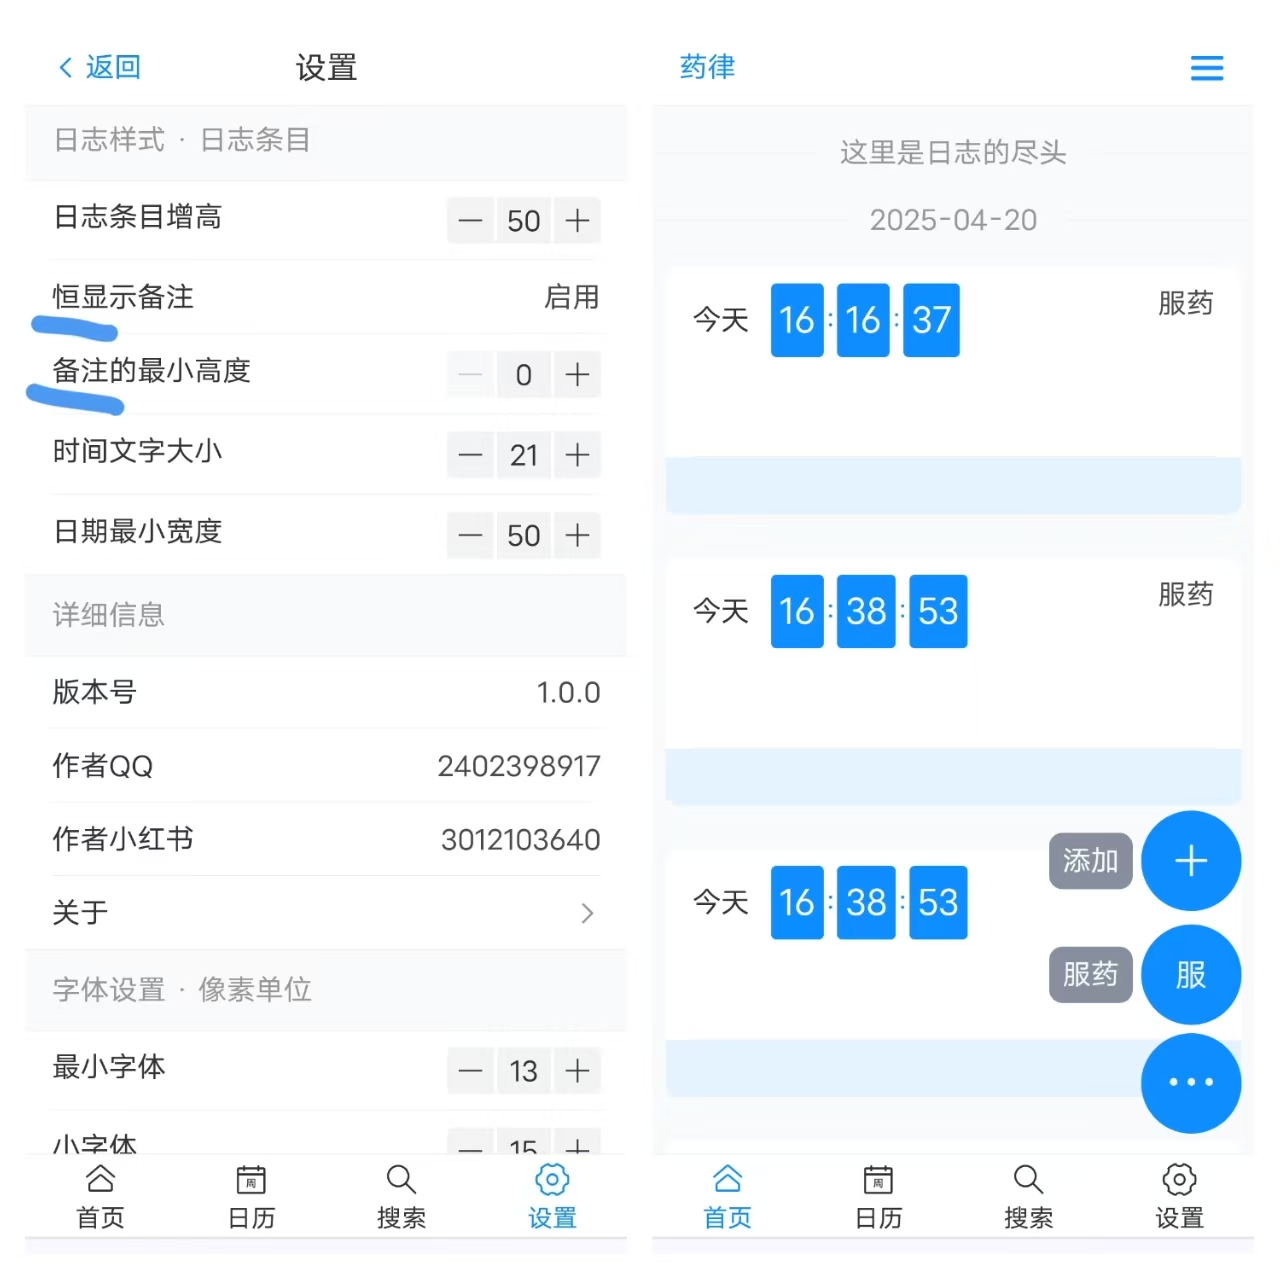 返回
设置
日志样式 · 日志条目
日志条目增高
50
恒显示备注
启用
备注的最小高度
0
时间文字大小
21
日期最小宽度
50
详细信息
版本号
1.0.0
作者QQ
2402398917
作者小红书
3012103640
关于
字体设置 · 像素单位
最小字体
13
小字体
15
首页
周
日历
搜索
设置
药律
这里是日志的尽头
2025-04-20
今天 16:16:37
服药
今天 16:38:53
服药
今天 16:38:53
添加
服药
服
首页
周
日历
搜索
设置